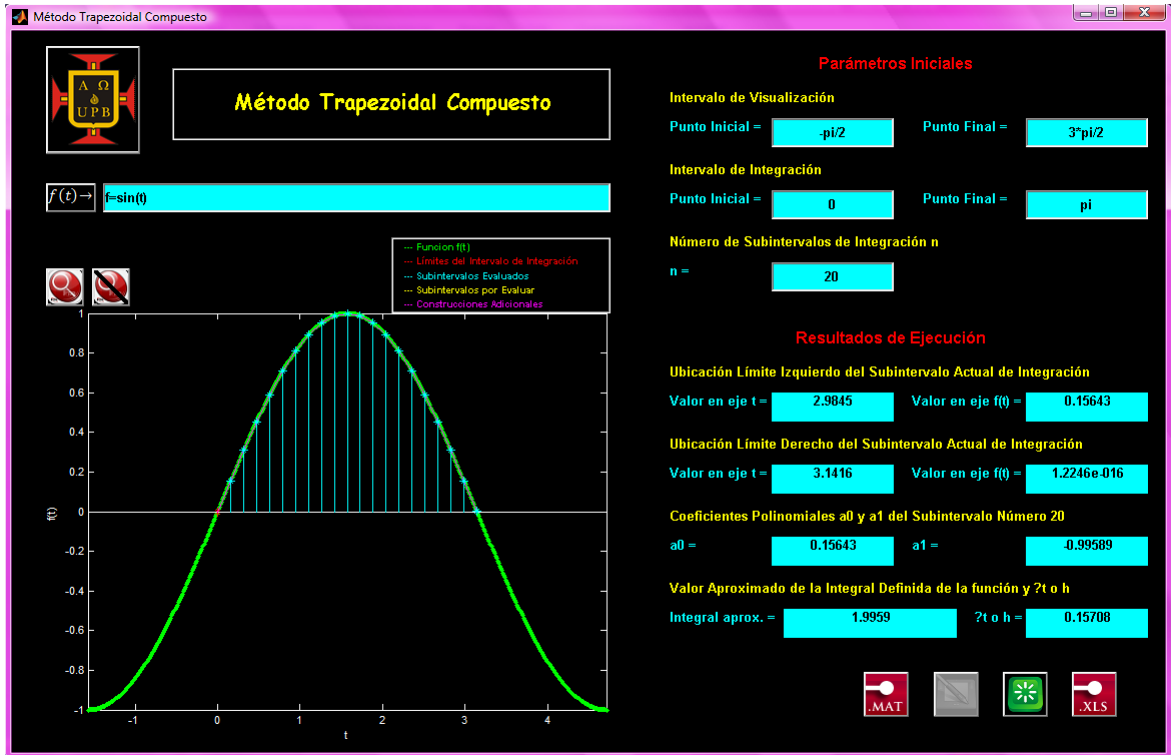 Método Trapezoidal Compuesto
Α Ω
UPB
Método Trapezoidal Compuesto
f(t)→
f=sin(t)
--- Funcion f(t)
--- Límites del Intervalo de Integración
--- Subintervalos Evaluados
--- Subintervalos por Evaluar
--- Construcciones Adicionales
1
0.8
0.6
0.4
0.2
0
-0.2
-0.4
-0.6
-0.8
-1
f(t)
-1 0 1 2 3 4
t
Parámetros Iniciales
Intervalo de Visualización
Punto Inicial = -pi/2 Punto Final = 3*pi/2
Intervalo de Integración
Punto Inicial = 0 Punto Final = pi
Número de Subintervalos de Integración n
n = 20
Resultados de Ejecución
Ubicación Límite Izquierdo del Subintervalo Actual de Integración
Valor en eje t = 2.9845 Valor en eje f(t) = 0.15643
Ubicación Límite Derecho del Subintervalo Actual de Integración
Valor en eje t = 3.1416 Valor en eje f(t) = 1.2246e-016
Coeficientes Polinomiales a0 y a1 del Subintervalo Número 20
a0 = 0.15643 a1 = -0.99589
Valor Aproximado de la Integral Definida de la función y ?t o h
Integral aprox. = 1.9959 ?t o h = 0.15708
.MAT .XLS